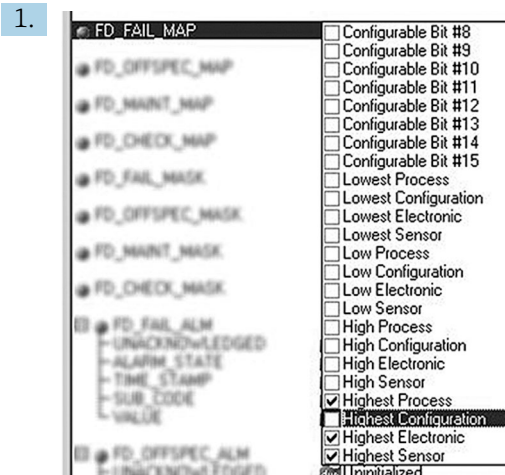 1.
FD_FAIL_MAP
FD_OFFSPEC_MAP
FD_MAINT_MAP
FD_CHECK_MAP
FD_FAIL_MASK
FD_OFFSPEC_MASK
FD_MAINT_MASK
FD_CHECK_MASK
FD_FAIL_ALM
UNACKNOWLEDGED
ALARM_STATE
TIME_STAMP
SUB_CODE
VALUE
FD_OFFSPEC_ALM
UNACKNOWLEDGED
Configurable Bit #8
Configurable Bit #9
Configurable Bit #10
Configurable Bit #11
Configurable Bit #12
Configurable Bit #13
Configurable Bit #14
Configurable Bit #15
Lowest Process
Lowest Configuration
Lowest Electronic
Lowest Sensor
Low Process
Low Configuration
Low Electronic
Low Sensor
High Process
High Configuration
High Electronic
High Sensor
Highest Process
Highest Configuration
Highest Electronic
Highest Sensor
Uninitialized